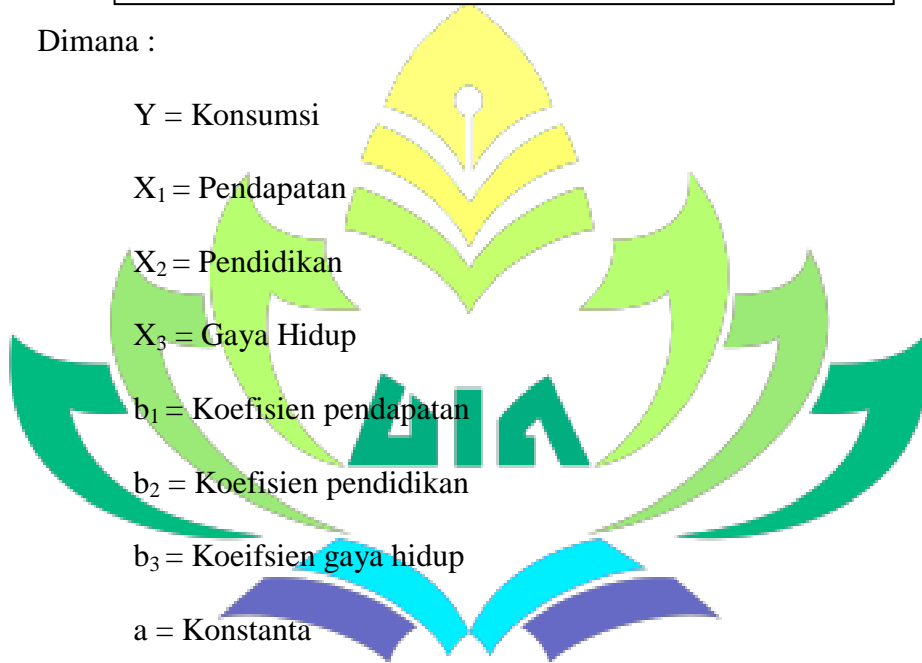 Dimana :
Y = Konsumsi
X₁ = Pendapatan
X₂ = Pendidikan
X₃ = Gaya Hidup
b₁ = Koefisien pendapatan
b₂ = Koefisien pendidikan
b₃ = Koeifsien gaya hidup
a = Konstanta